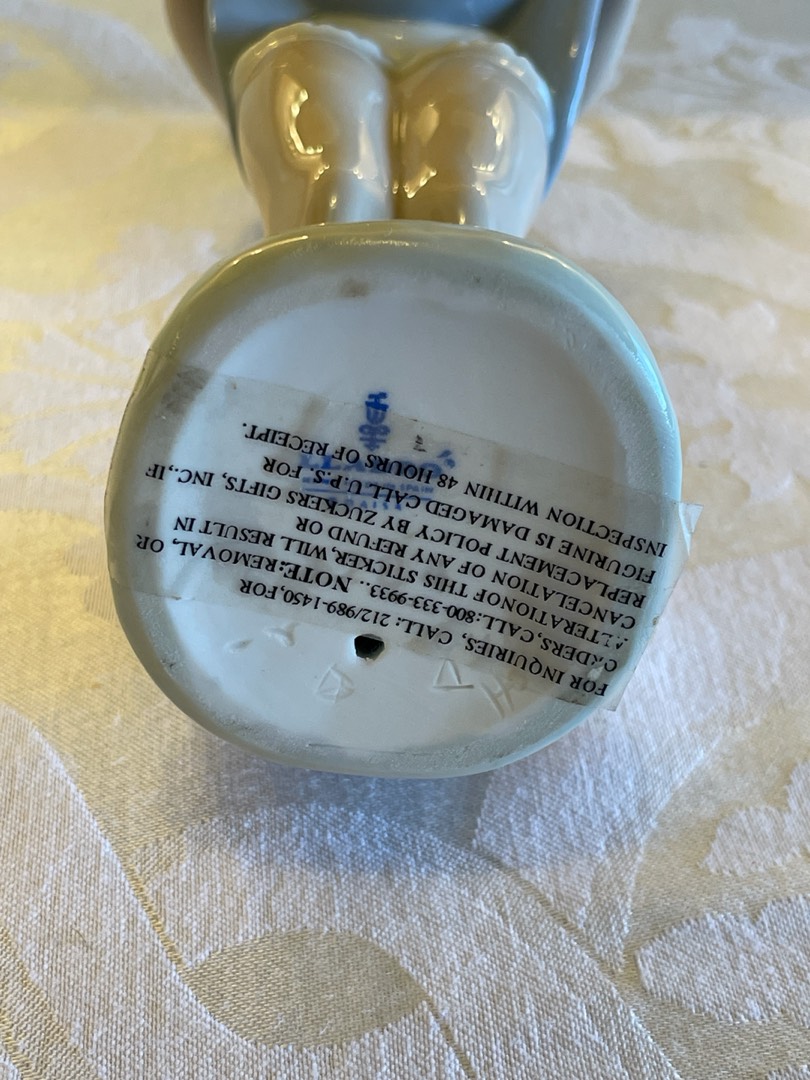 FOR INQUIRIES, CALL: 212/989-1450,FOR
ORDERS,CALL:800-333-9933.. NOTE:REMOVAL, OR
ALTERATIONOF THIS STICKER,WILL RESULT IN
CANCELATION OF ANY REFUND OR
REPLACEMENT POLICY BY ZUCKERS GIFTS, INC.,IF
FIGURINE IS DAMAGED CALL U.P.S. FOR
INSPECTION WITHIN 48 HOURS OF RECEIPT.